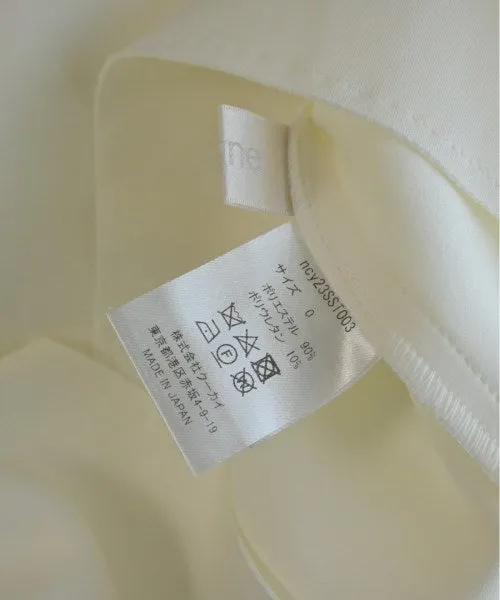 me
ncy23SST003
サイズ 0
ポリエステル 90%
ポリウレタン 10%
株式会社クーカイ
東京都港区赤坂4-9-19
MADE IN JAPAN